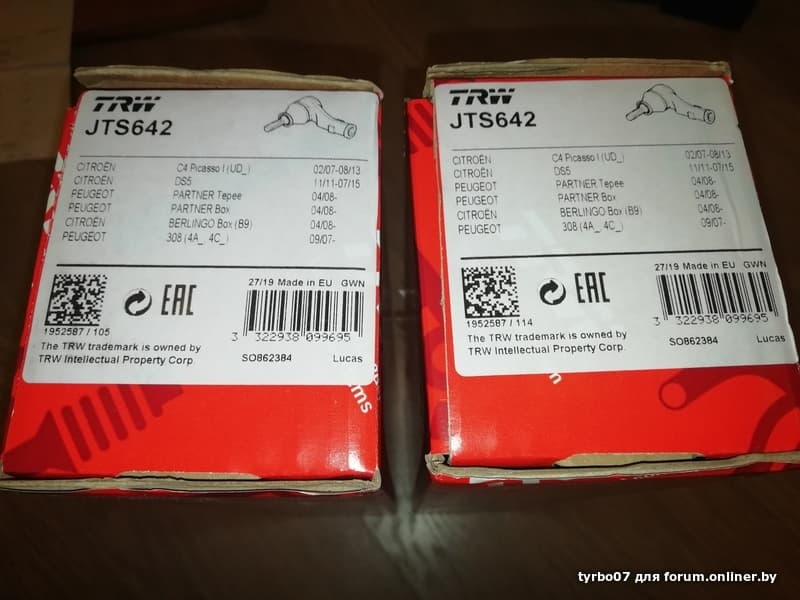 TRW
JTS642
CITROËN C4 Picasso I (UD_) 02/07-08/13
CITROËN DS5 11/11-07/15
PEUGEOT PARTNER Tepee 04/08-
PEUGEOT PARTNER Box 04/08-
CITROËN BERLINGO Box (B9) 04/08-
PEUGEOT 308 (4A_, 4C_) 09/07-
27/19 Made in EU GWN
EAC
1952587 / 105
3 322938 099695
The TRW trademark is owned by
TRW Intellectual Property Corp.
SO862384 Lucas
ms
TRW
JTS642
CITROËN C4 Picasso I (UD_) 02/07-08/13
CITROËN DS5 11/11-07/15
PEUGEOT PARTNER Tepee 04/08-
PEUGEOT PARTNER Box 04/08-
CITROËN BERLINGO Box (B9) 04/08-
PEUGEOT 308 (4A_, 4C_) 09/07-
27/19 Made in EU GWN
EAC
1952587 / 114
3 322938 099695
The TRW trademark is owned by
TRW Intellectual Property Corp.
SO862384 Lucas
tyrbo07 для forum.onliner.by